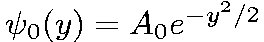 ψ₀(y) = A₀e^{-y²/2}